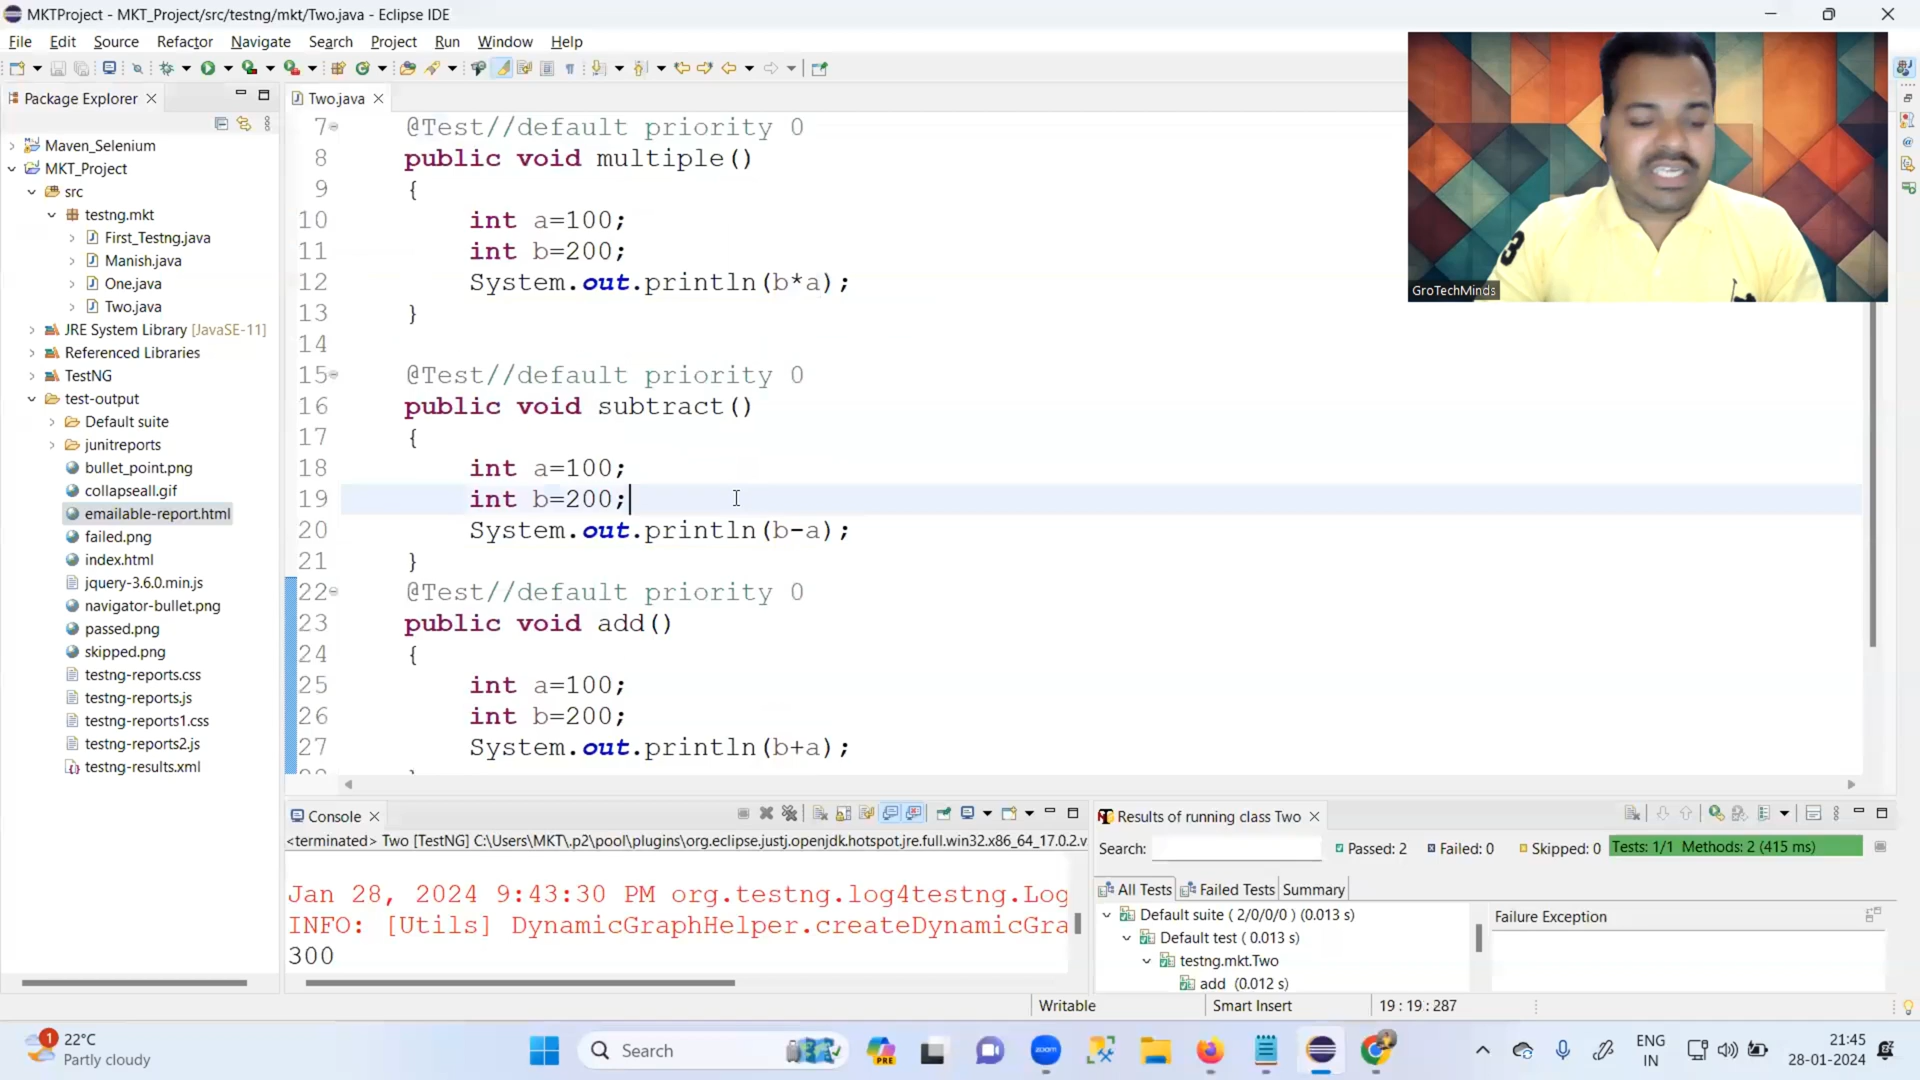 MKTProject - MKT_Project/src/testng/mkt/Two.java - Eclipse IDE
File Edit Source Refactor Navigate Search Project Run Window Help
Package Explorer
Maven_Selenium
MKT_Project
src
testng.mkt
First_Testng.java
Manish.java
One.java
Two.java
JRE System Library [JavaSE-11]
Referenced Libraries
TestNG
test-output
Default suite
junitreports
bullet_point.png
collapseall.gif
emailable-report.html
failed.png
index.html
jquery-3.6.0.min.js
navigator-bullet.png
passed.png
skipped.png
testng-reports.css
testng-reports.js
testng-reports1.css
testng-reports2.js
testng-results.xml
Two.java
7 @Test//default priority 0
8 public void multiple()
9 {
10 int a=100;
11 int b=200;
12 System.out.println(b*a);
13 }
14
15 @Test//default priority 0
16 public void subtract()
17 {
18 int a=100;
19 int b=200;
20 System.out.println(b-a);
21 }
22 @Test//default priority 0
23 public void add()
24 {
25 int a=100;
26 int b=200;
27 System.out.println(b+a);
3
GroTechMinds
Console
<terminated> Two [TestNG] C:\Users\MKT\.p2\pool\plugins\org.eclipse.justj.openjdk.hotspot.jre.full.win32.x86_64_17.0.2.v
Jan 28, 2024 9:43:30 PM org.testng.log4testng.Log
INFO: [Utils] DynamicGraphHelper.createDynamicGra
300
Results of running class Two
Search: Passed: 2 Failed: 0 Skipped: 0 Tests: 1/1 Methods: 2 (415 ms)
All Tests Failed Tests Summary
Default suite ( 2/0/0/0 ) (0.013 s)
Default test ( 0.013 s)
testng.mkt.Two
add (0.012 s)
Failure Exception
Writable Smart Insert 19 : 19 : 287
1
22°C
Partly cloudy
Search
PRE
zoom
ENG
IN
21:45
28-01-2024